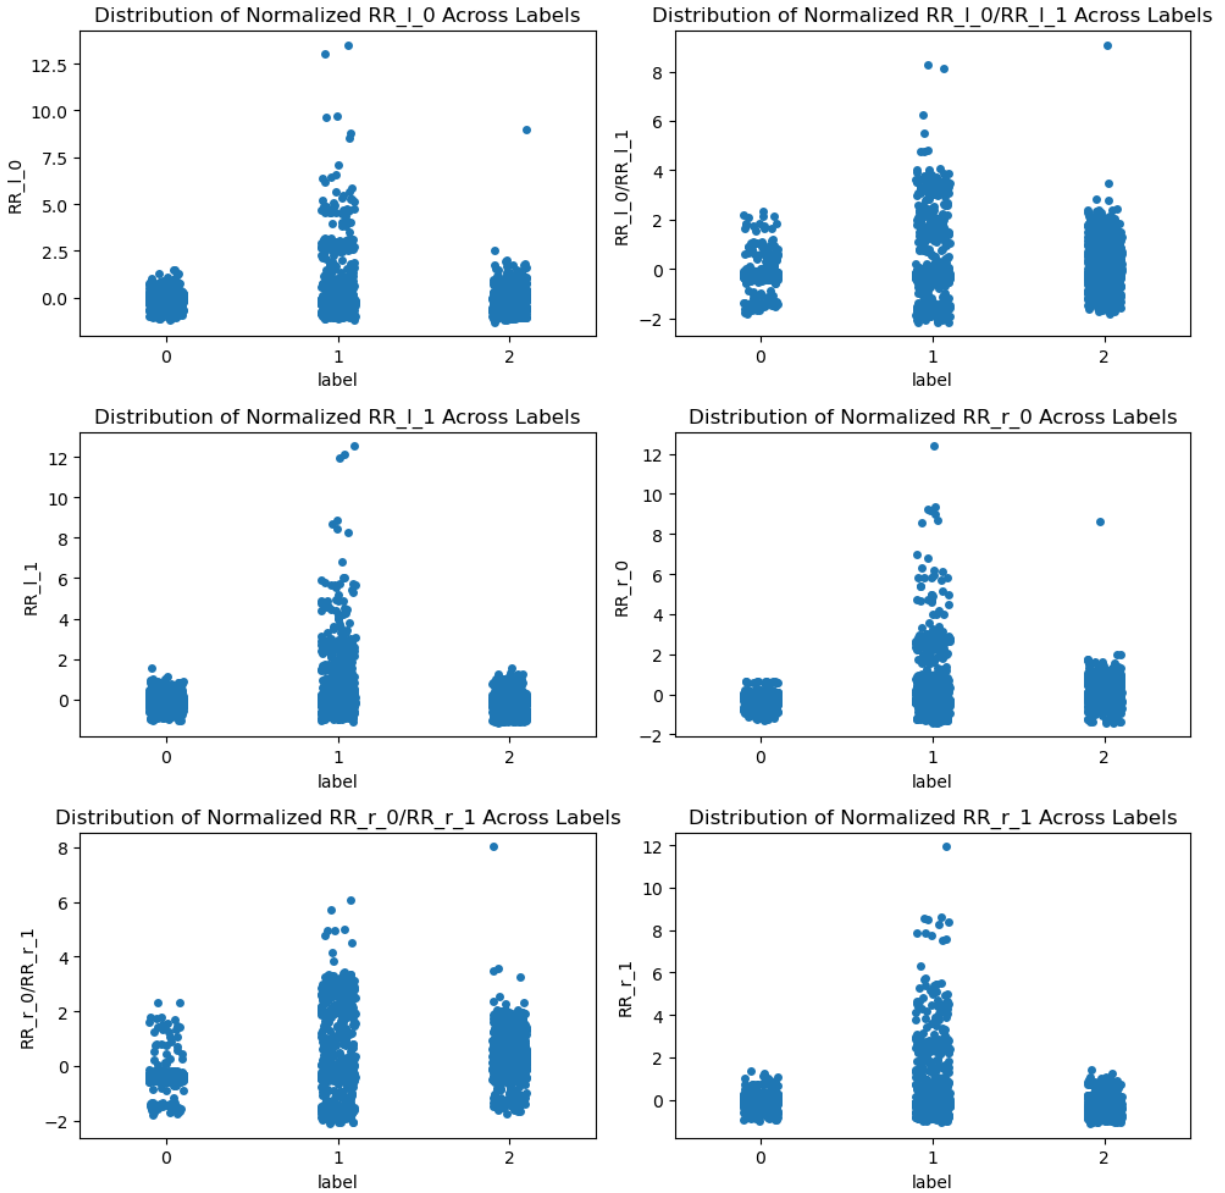 Distribution of Normalized RR_l_0 Across Labels
12.5
10.0
7.5
5.0
2.5
0.0
RR_l_0
0 1 2
label
Distribution of Normalized RR_l_0/RR_l_1 Across Labels
8
6
4
2
0
−2
RR_l_0/RR_l_1
0 1 2
label
Distribution of Normalized RR_l_1 Across Labels
12
10
8
6
4
2
0
RR_l_1
0 1 2
label
Distribution of Normalized RR_r_0 Across Labels
12
10
8
6
4
2
0
−2
RR_r_0
0 1 2
label
Distribution of Normalized RR_r_0/RR_r_1 Across Labels
8
6
4
2
0
−2
RR_r_0/RR_r_1
0 1 2
label
Distribution of Normalized RR_r_1 Across Labels
12
10
8
6
4
2
0
RR_r_1
0 1 2
label